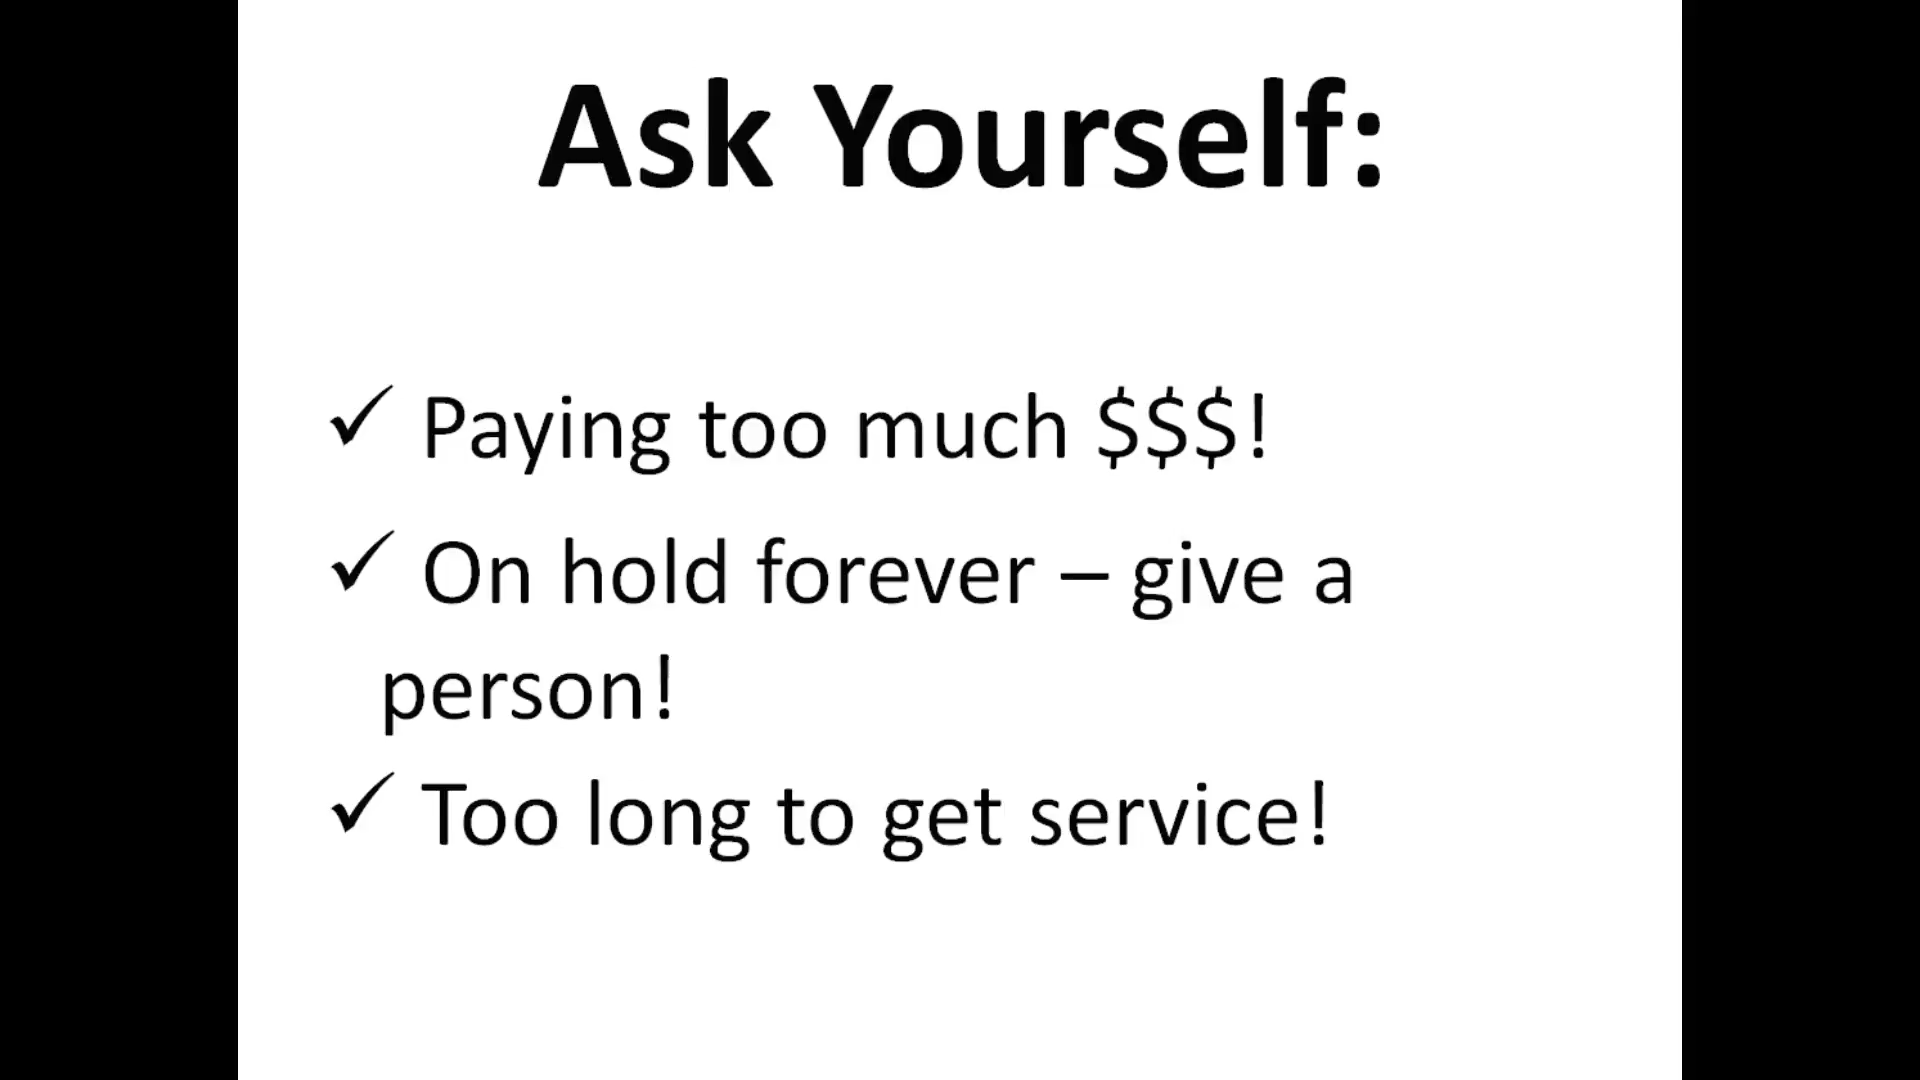 Ask Yourself:
✓ Paying too much $$$!
✓ On hold forever – give a
person!
✓ Too long to get service!